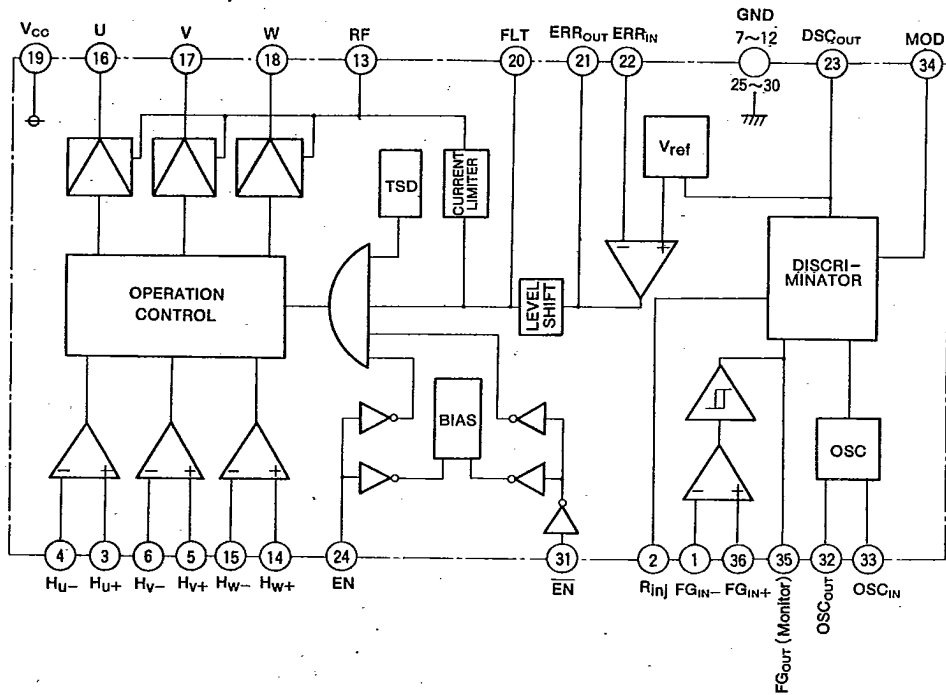 Vcc
U
V
W
RF
FLT
ERROUT
ERRIN
GND
7~12
DSCOUT
MOD
19
16
17
18
13
20
21
22
23
34
25~30
Vref
TSD
CURRENT
LIMITER
OPERATION
CONTROL
LEVEL
SHIFT
DISCRI-
MINATOR
BIAS
OSC
4
3
6
5
15
14
24
31
2
1
36
35
32
33
HU-
HU+
HV-
HV+
HW-
HW+
EN
EN
Rinj
FGIN-
FGIN+
FGOUT (Monitor)
OSCOUT
OSCIN